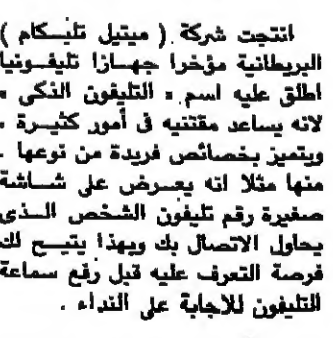 انتجت شركة ( ميتيل تليكام )
البريطانية مؤخرا جهازا تليفونيا
اطلق عليه اسم « التليفون الذكى »
لانه يساعد مقتنيه فى أمور كثيرة .
ويتميز بخصائص فريدة من نوعها .
منها مثلا انه يعرض على شاشة
صغيرة رقم تليفون الشخص الذى
يحاول الاتصال بك وبهذا يتيح لك
فرصة التعرف عليه قبل رفع سماعة
التليفون للاجابة على النداء .